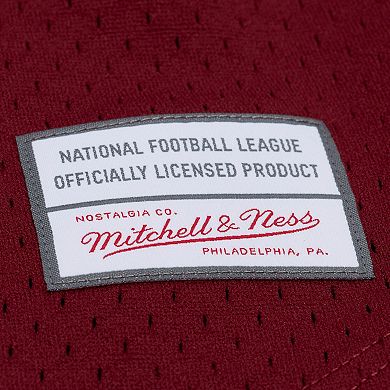 NATIONAL FOOTBALL LEAGUE
OFFICIALLY LICENSED PRODUCT
NOSTALGIA CO.
Mitchell & Ness
PHILADELPHIA, PA.